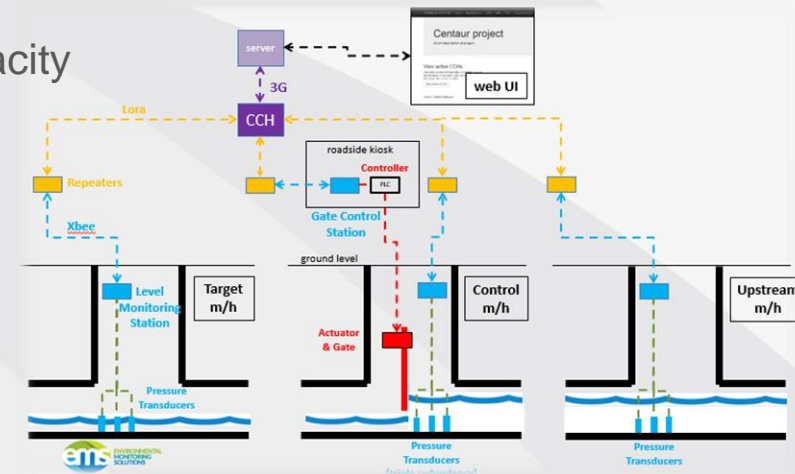 acity
server
Centaur project
View active CCHs
web UI
3G
Lora
CCH
roadside kiosk
Controller
PLC
Repeaters
Gate Control
Station
Xbee
ground level
Level
Monitoring
Station
Target
m/h
Control
m/h
Upstream
m/h
Actuator
& Gate
Pressure
Transducers
Pressure
Transducers
(triple redundancy)
Pressure
Transducers
ems
ENVIRONMENTAL
MONITORING
SOLUTIONS